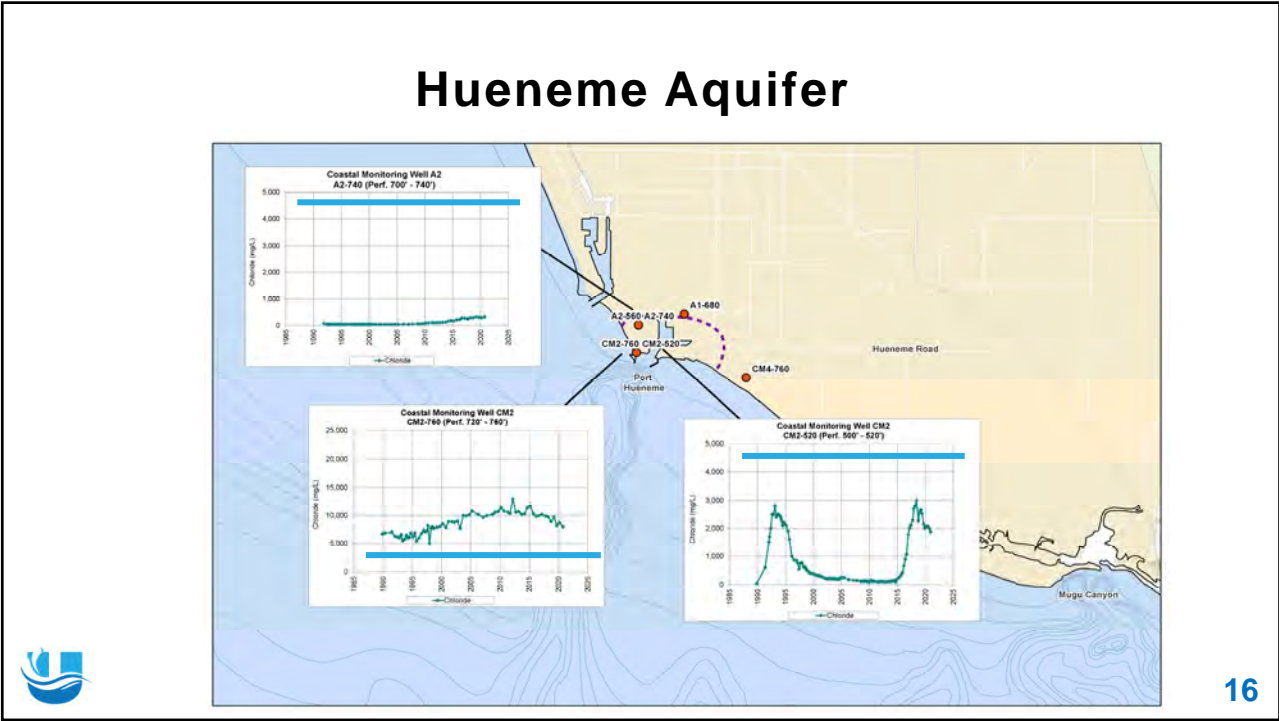 Hueneme Aquifer
Coastal Monitoring Well A2
A2-740 (Perf. 700' - 740')
Chloride (mg/L)
5,000
4,000
3,000
2,000
1,000
0
1985
1990
1995
2000
2005
2010
2015
2020
2025
Chloride
A1-680
A2-560 A2-740
CM2-760 CM2-520
Port
Hueneme
CM4-760
Hueneme Road
Coastal Monitoring Well CM2
CM2-760 (Perf. 720' - 760')
Chloride (mg/L)
25,000
20,000
15,000
10,000
5,000
0
1985
1990
1995
2000
2005
2010
2015
2020
2025
Chloride
Coastal Monitoring Well CM2
CM2-520 (Perf. 500' - 520')
Chloride (mg/L)
5,000
4,000
3,000
2,000
1,000
0
1985
1990
1995
2000
2005
2010
2015
2020
2025
Chloride
Mugu Canyon
16